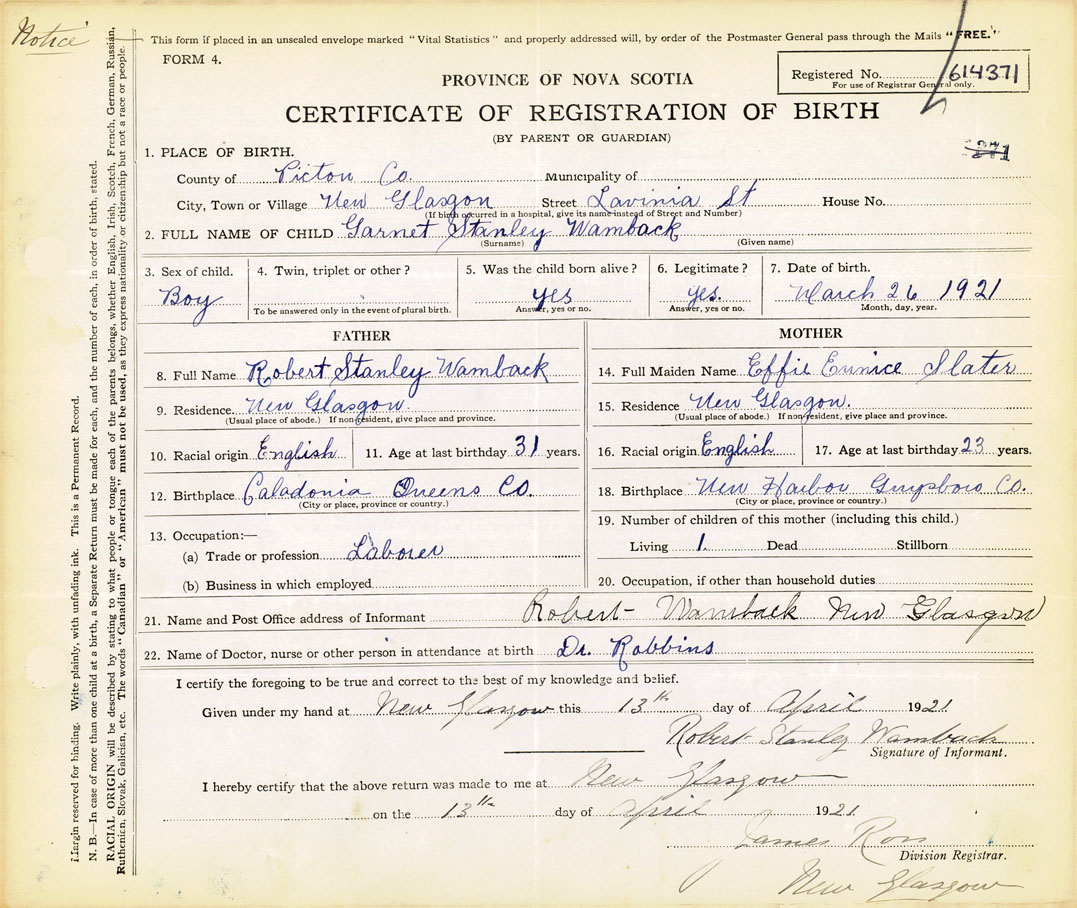 Notice
This form if placed in an unsealed envelope marked "Vital Statistics" and properly addressed will, by order of the Postmaster General pass through the Mails "FREE."
FORM 4.
Registered No. 614371
For use of Registrar General only.
PROVINCE OF NOVA SCOTIA
CERTIFICATE OF REGISTRATION OF BIRTH
(BY PARENT OR GUARDIAN)
1. PLACE OF BIRTH.
County of Pictou Co. Municipality of
City, Town or Village New Glasgow Street Lavinia St House No.
(If birth occurred in a hospital, give its name instead of Street and Number)
2. FULL NAME OF CHILD Garnet Stanley Wamback
(Surname) (Given name)
3. Sex of child. 4. Twin, triplet or other? 5. Was the child born alive? 6. Legitimate? 7. Date of birth.
Boy yes yes. March 26 1921
To be answered only in the event of plural birth. Answer, yes or no. Answer, yes or no. Month, day, year.
FATHER
8. Full Name Robert Stanley Wamback
9. Residence New Glasgow.
(Usual place of abode.) If non-resident, give place and province.
10. Racial origin English 11. Age at last birthday 31 years.
12. Birthplace Caladonia Queens Co.
(City or place, province or country.)
13. Occupation:—
(a) Trade or profession Laborer
(b) Business in which employed
MOTHER
14. Full Maiden Name Effie Eunice Slater
15. Residence New Glasgow.
(Usual place of abode.) If non-resident, give place and province.
16. Racial origin English 17. Age at last birthday 23 years.
18. Birthplace New Harbor Guysboro Co.
(City or place, province or country.)
19. Number of children of this mother (including this child.)
Living 1. Dead Stillborn
20. Occupation, if other than household duties
21. Name and Post Office address of Informant Robert Wamback New Glasgow
22. Name of Doctor, nurse or other person in attendance at birth Dr. Robbins
I certify the foregoing to be true and correct to the best of my knowledge and belief.
Given under my hand at New Glasgow this 13th day of April 1921
Robert Stanley Wamback
Signature of Informant.
I hereby certify that the above return was made to me at New Glasgow
on the 13th day of April 1921.
James Ross
Division Registrar.
New Glasgow
Margin reserved for binding. Write plainly, with unfading ink. This is a Permanent Record.
N. B.—In case of more than one child at a birth, a Separate Return must be made for each, and the number of each, in order of birth, stated.
RACIAL ORIGIN will be described by stating to what people or tongue each of the parents belongs, whether English, Irish, Scotch, French, German, Russian,
Ruthenian, Slovak, Galician, etc. The words "Canadian" or "American" must not be used, as they express nationality or citizenship but not a race or people.